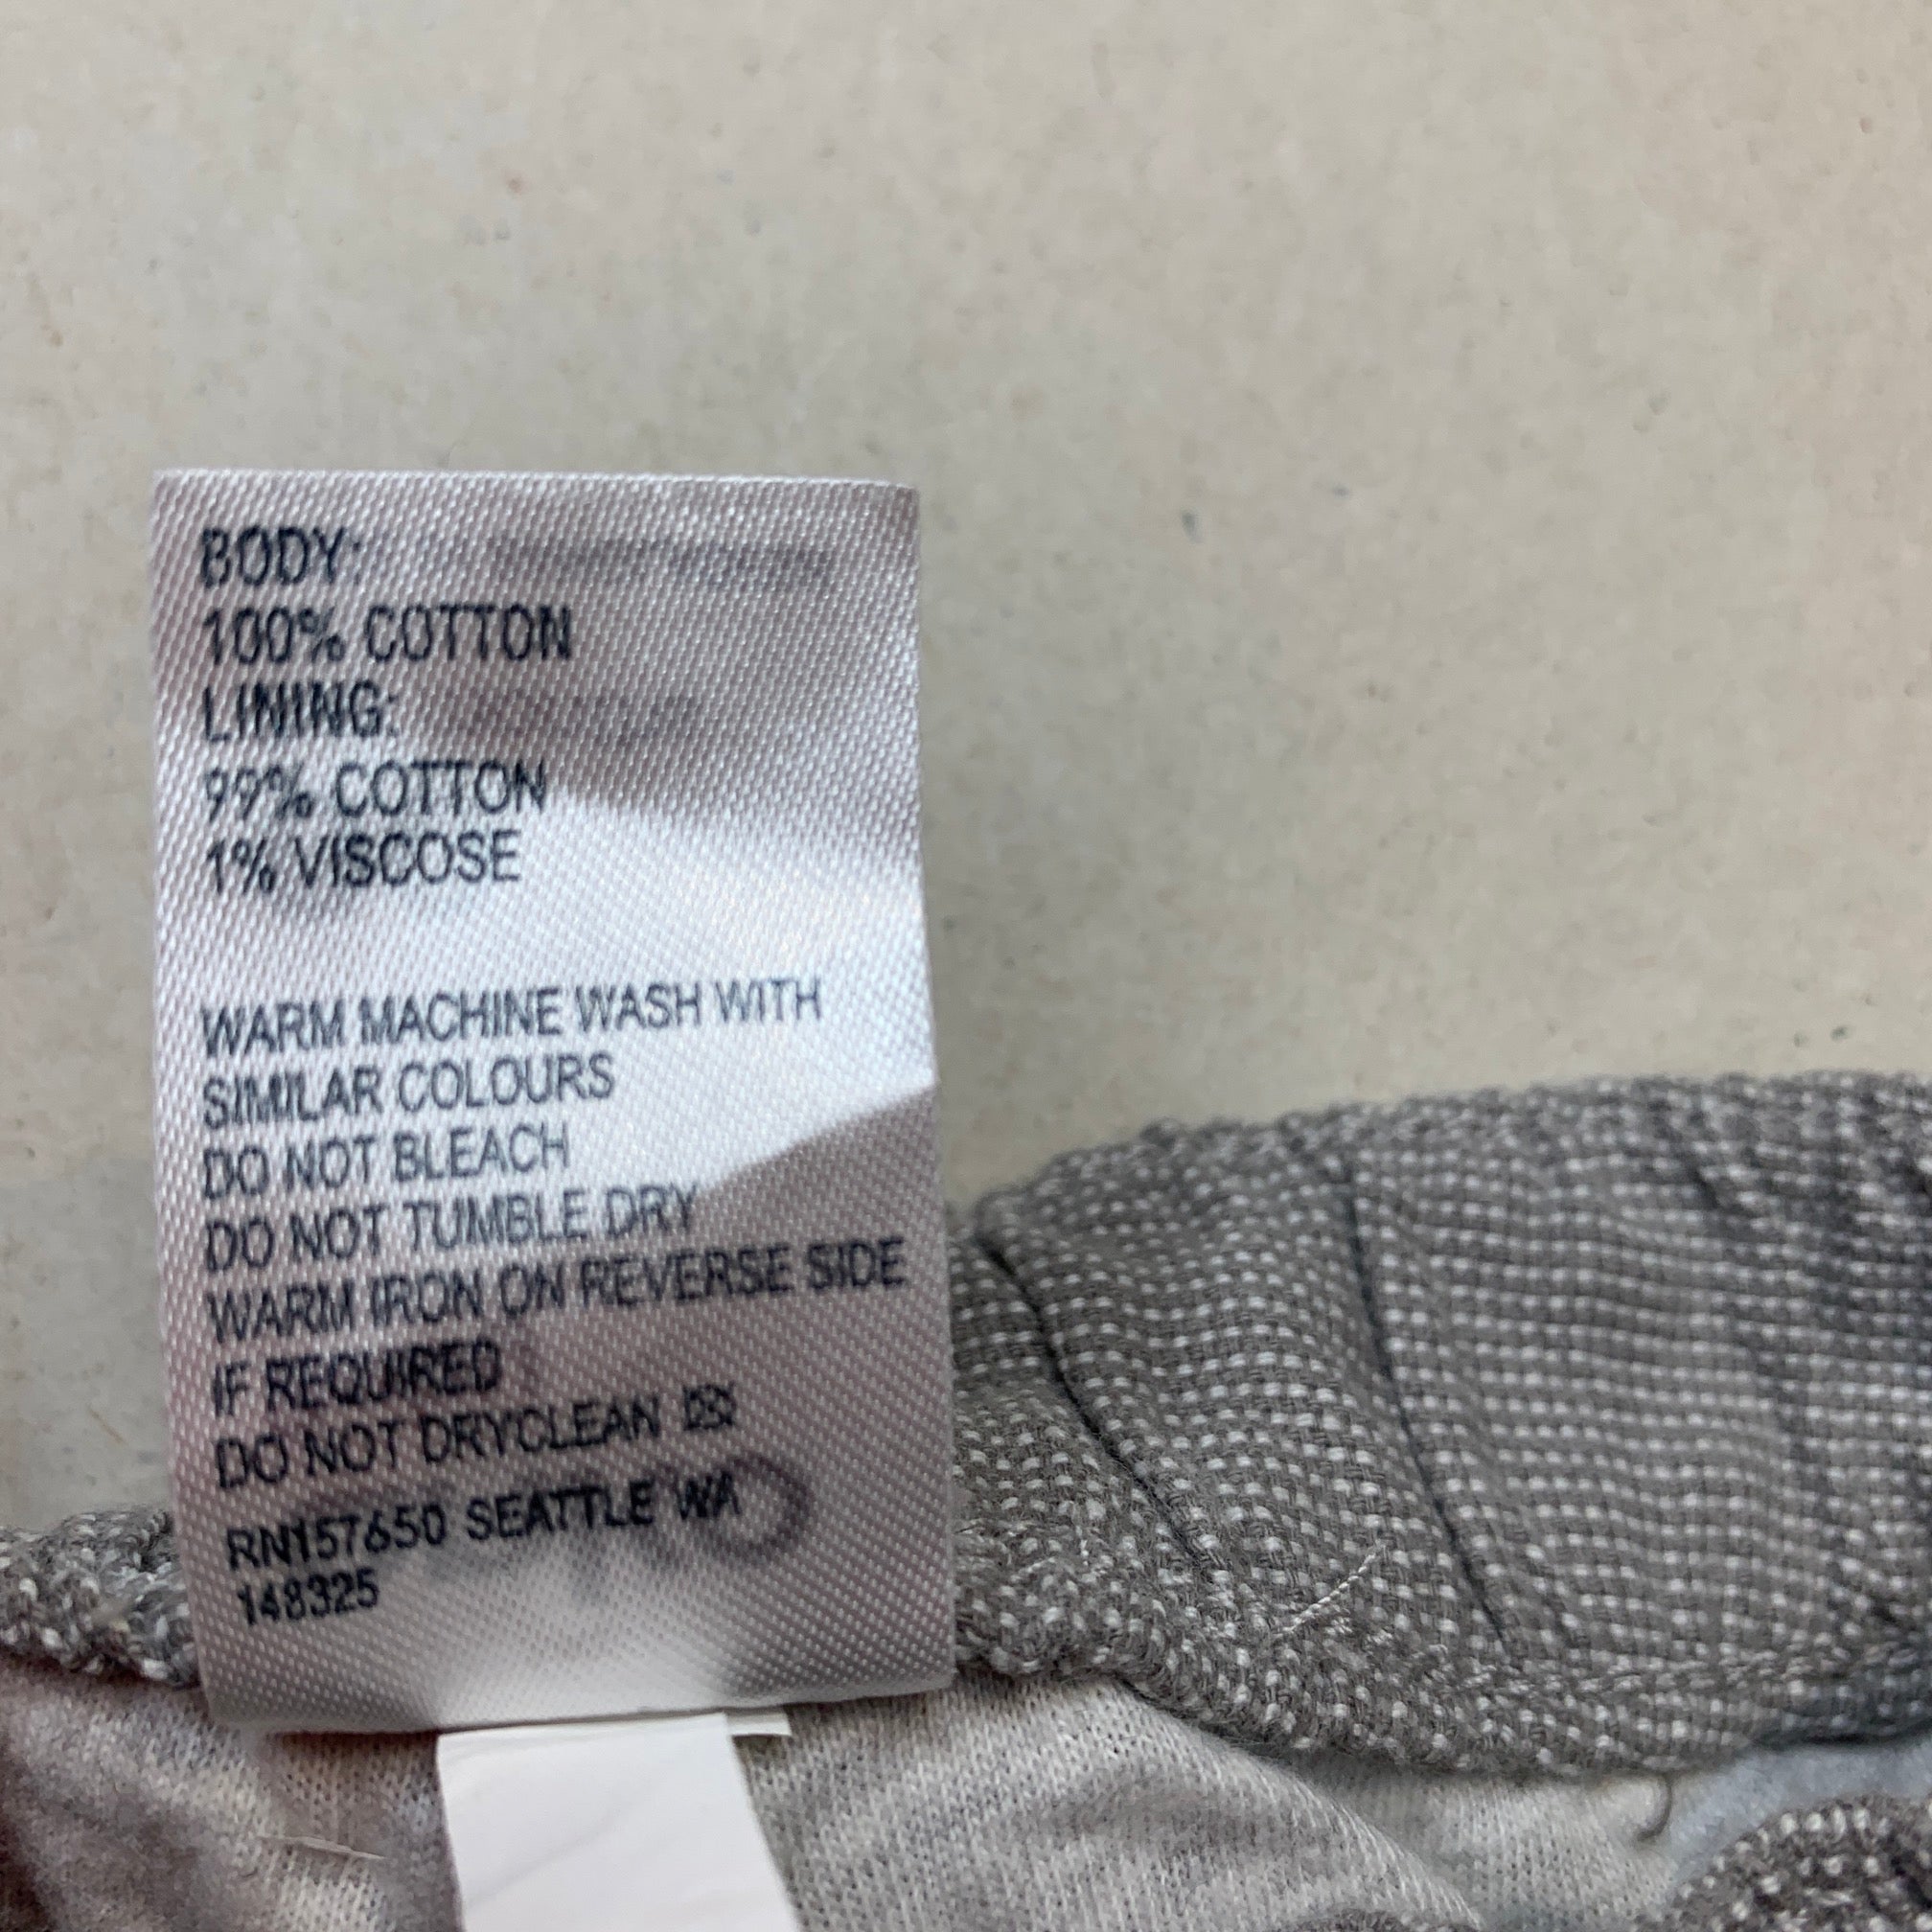 BODY:
100% COTTON
LINING:
99% COTTON
1% VISCOSE
WARM MACHINE WASH WITH
SIMILAR COLOURS
DO NOT BLEACH
DO NOT TUMBLE DRY
WARM IRON ON REVERSE SIDE
IF REQUIRED
DO NOT DRYCLEAN
RN157650 SEATTLE WA
148325